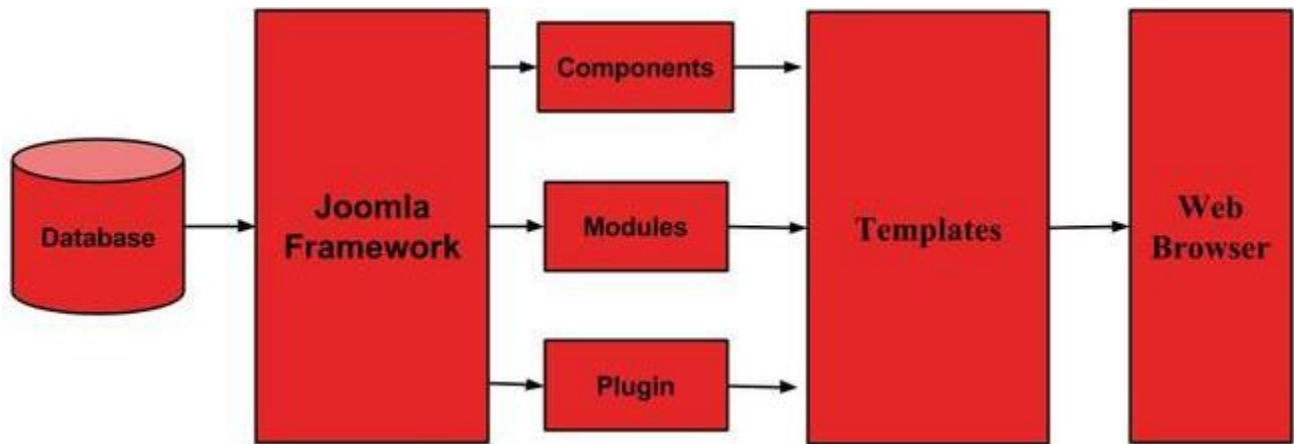 Database
Joomla
Framework
Components
Modules
Plugin
Templates
Web
Browser